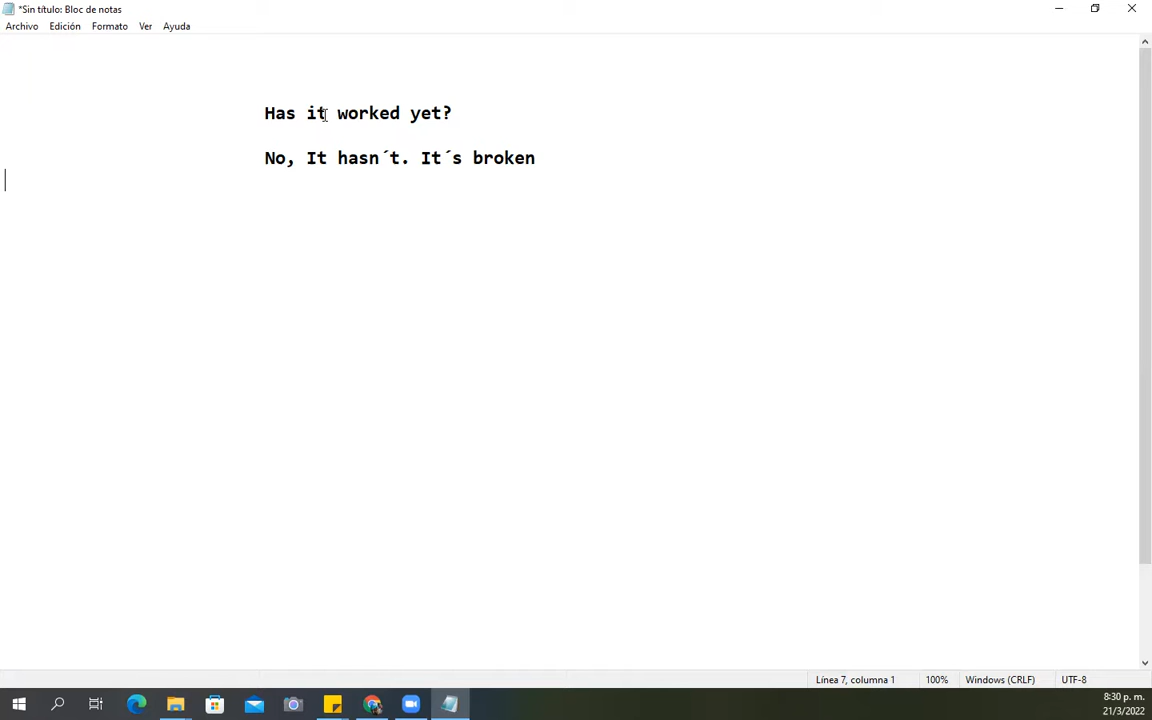 *Sin título: Bloc de notas
Archivo Edición Formato Ver Ayuda
Has it worked yet?
No, It hasn´t. It´s broken
Línea 7, columna 1 100% Windows (CRLF) UTF-8
8:30 p. m.
21/3/2022